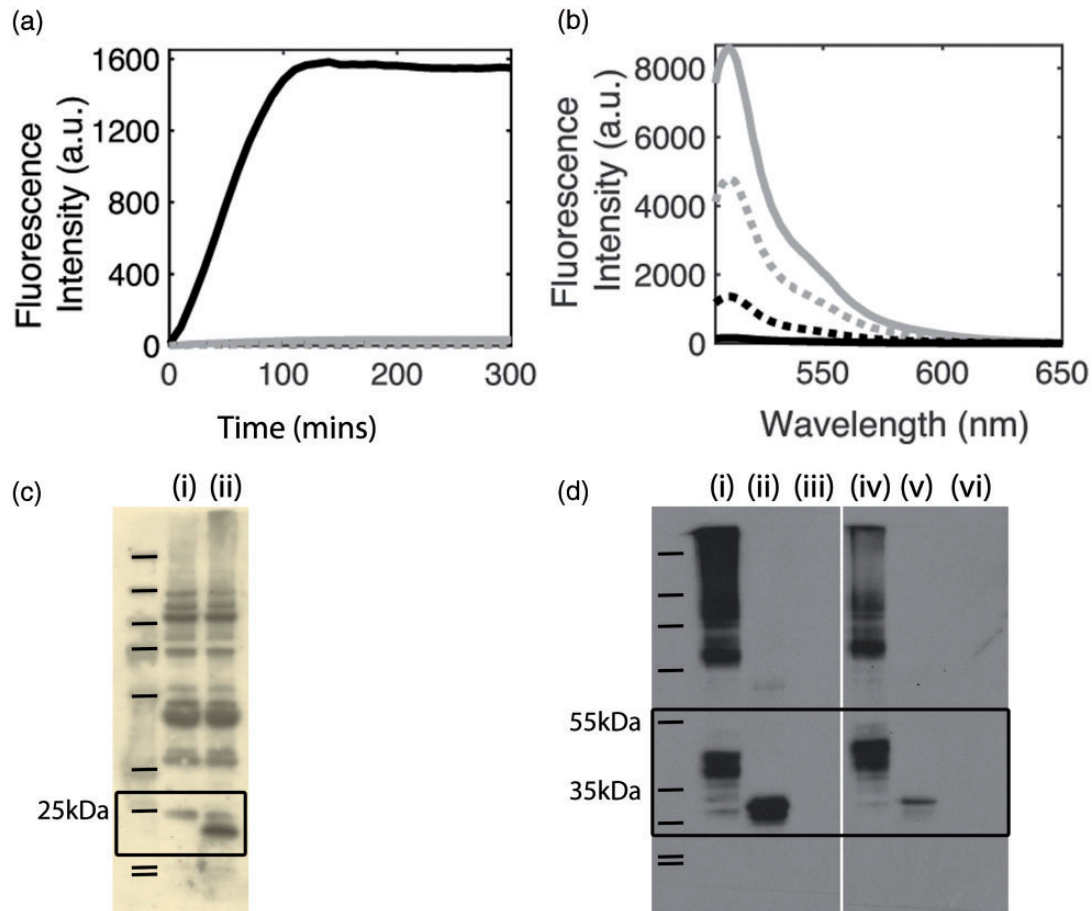 (a)
Fluorescence
Intensity (a.u.)
1600
1200
800
400
0
0 100 200 300
Time (mins)
(b)
Fluorescence
Intensity (a.u.)
8000
6000
4000
2000
0
550 600 650
Wavelength (nm)
(c)
(i) (ii)
25kDa
(d)
(i) (ii) (iii) (iv) (v) (vi)
55kDa
35kDa